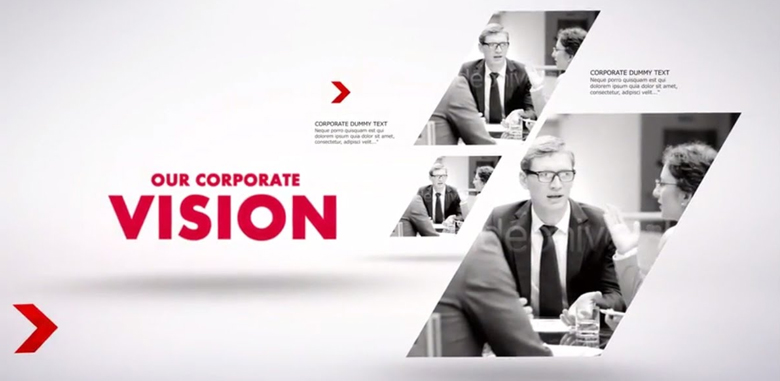 CORPORATE DUMMY TEXT
Neque porro quisquam est qui
dolorem ipsum quia dolor sit amet,
consectetur, adipisci velit..."
CORPORATE DUMMY TEXT
Neque porro quisquam est qui
dolorem ipsum quia dolor sit amet,
consectetur, adipisci velit..."
OUR CORPORATE
VISION